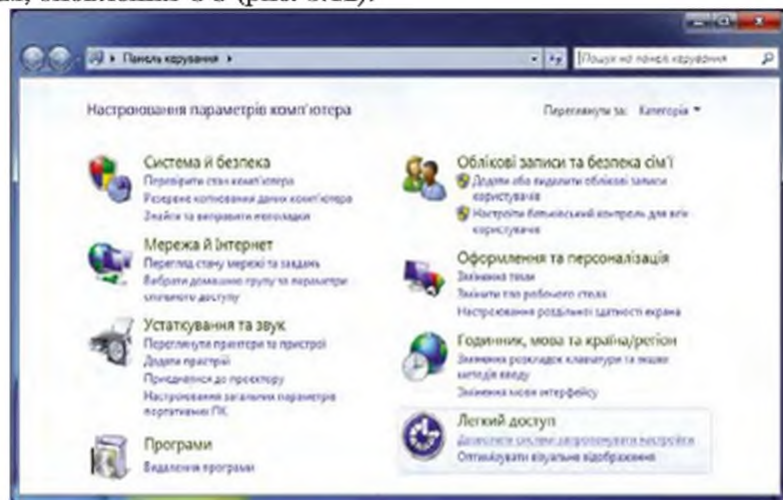 Панель керування
Пошук на панелі керування
Настроювання параметрів комп'ютера
Переглянути за: Категорія
Система й безпека
Перевірити стан комп'ютера
Резервне копіювання даних комп'ютера
Знайти та виправити неполадки
Мережа й Інтернет
Перегляд стану мережі та завдань
Вибрати домашню групу та параметри
спільного доступу
Устаткування та звук
Переглянути принтери та пристрої
Додати пристрій
Приєднатися до проектору
Настроювання загальних параметрів
портативних ПК
Програми
Видалення програми
Облікові записи та безпека сім'ї
Додати або видалити облікові записи
користувачів
Настроїти батьківський контроль для всіх
користувачів
Оформлення та персоналізація
Змінення теми
Змінити тло робочого стола
Настроювання роздільної здатності екрана
Годинник, мова та країна/регіон
Змінення розкладок клавіатури та інших
методів вводу
Змінення мови інтерфейсу
Легкий доступ
Дозволити системі запропонувати настройки
Оптимізувати візуальне відображення